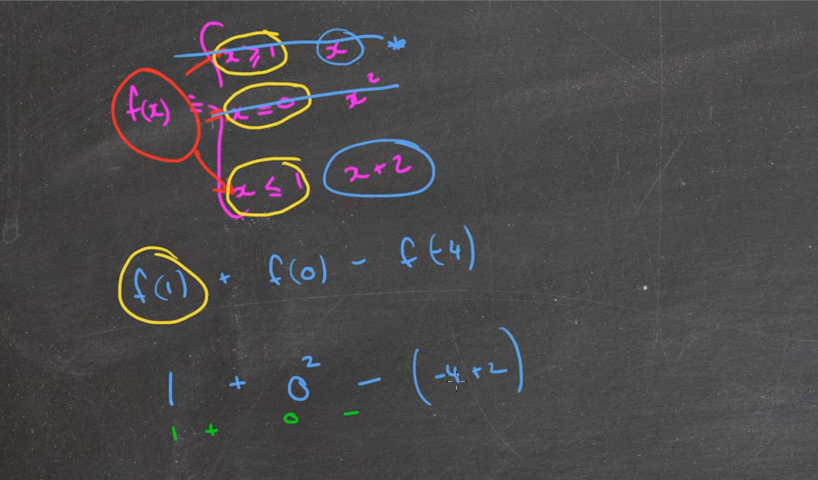 x ≥ 1 x *
f(x) = x = 0 x²
x ≤ 1 x + 2
f(1) + f(0) - f(-4)
1 + 0² - (-4 + 2)
1 + 0 -